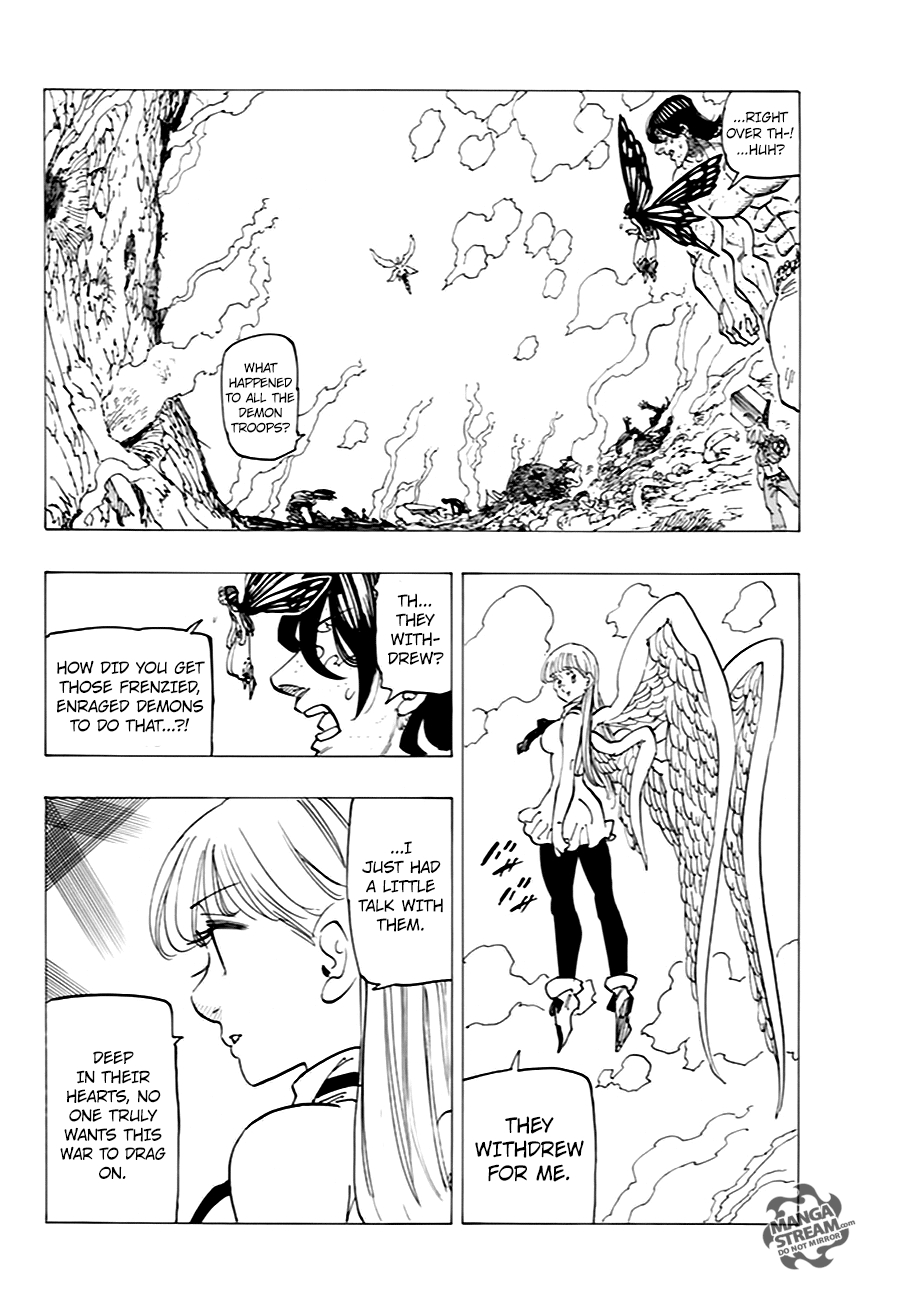 ...RIGHT
OVER TH-!
...HUH?
WHAT
HAPPENED
TO ALL THE
DEMON
TROOPS?
THEY
WITHDREW
FOR ME.
TH...
THEY
WITH-
DREW?
HOW DID YOU GET
THOSE FRENZIED,
ENRAGED DEMONS
TO DO THAT...?!
...I
JUST HAD
A LITTLE
TALK WITH
THEM.
DEEP
IN THEIR
HEARTS, NO
ONE TRULY
WANTS THIS
WAR TO DRAG
ON.
MANGA
STREAM.com
DO NOT MIRROR